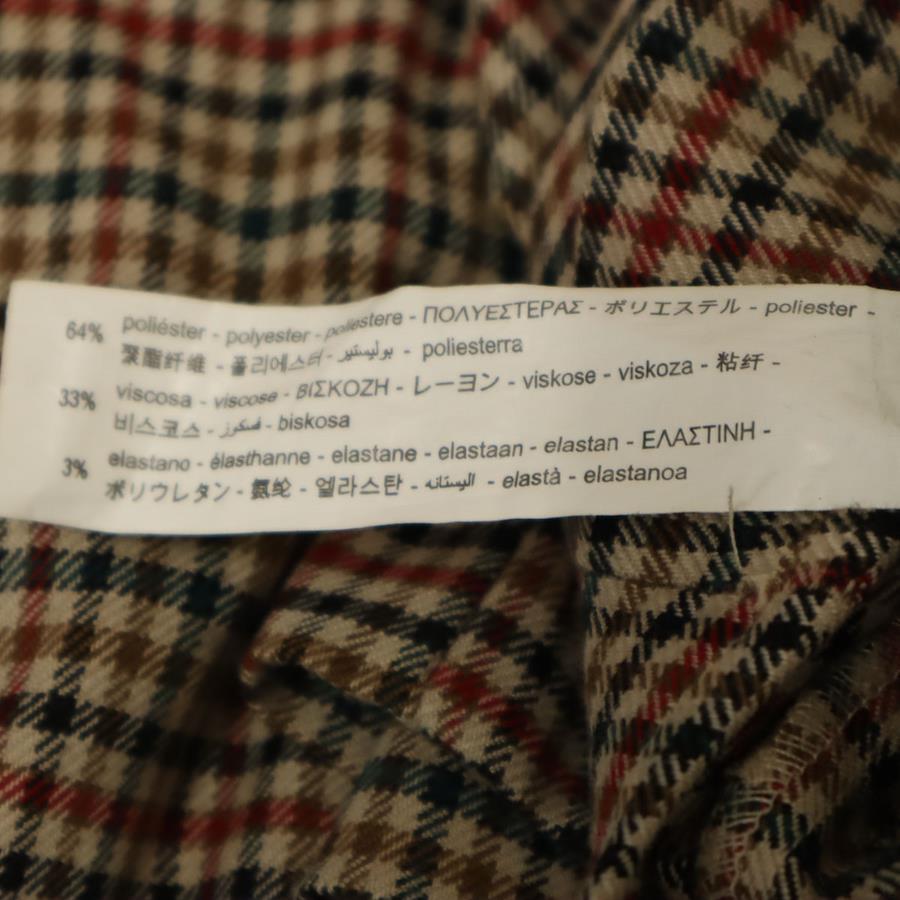 64% poliéster - polyester - poliestere - ΠΟΛΥΕΣΤΕΡΑΣ - ポリエステル - poliester -
聚酯纤维 - 폴리에스터 - بوليستير - poliesterra
33% viscosa - viscose - ΒΙΣΚΟΖΗ - レーヨン - viskose - viskoza - 粘纤 -
비스코스 - فسكوز - biskosa
3% elastano - élasthanne - elastane - elastaan - elastan - ΕΛΑΣΤΙΝΗ -
ポリウレタン - 氨纶 - 엘라스탄 - اليستانه - elastà - elastanoa